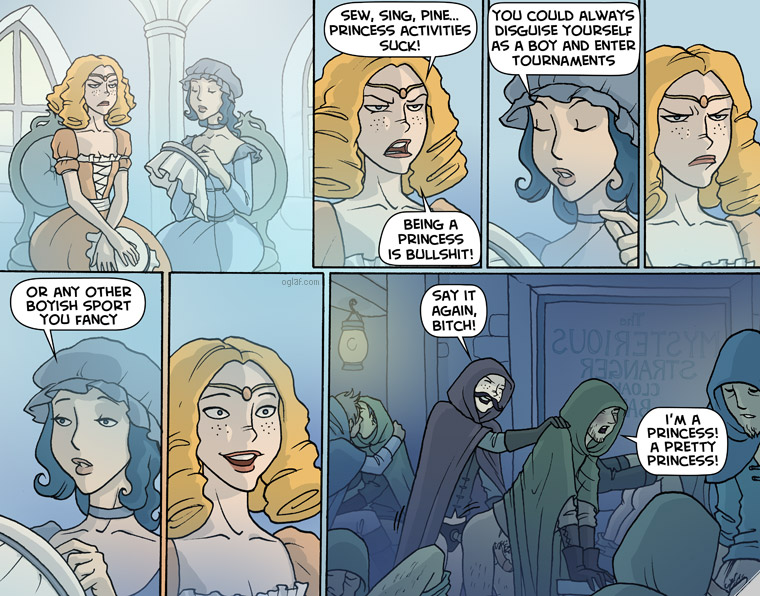 SEW, SING, PINE...
PRINCESS ACTIVITIES
SUCK!
BEING A
PRINCESS
IS BULLSHIT!
YOU COULD ALWAYS
DISGUISE YOURSELF
AS A BOY AND ENTER
TOURNAMENTS
OR ANY OTHER
BOYISH SPORT
YOU FANCY
oglaf.com
SAY IT
AGAIN,
BITCH!
The
MYSTERIOUS
STRANGER
I'M A
PRINCESS!
A PRETTY
PRINCESS!